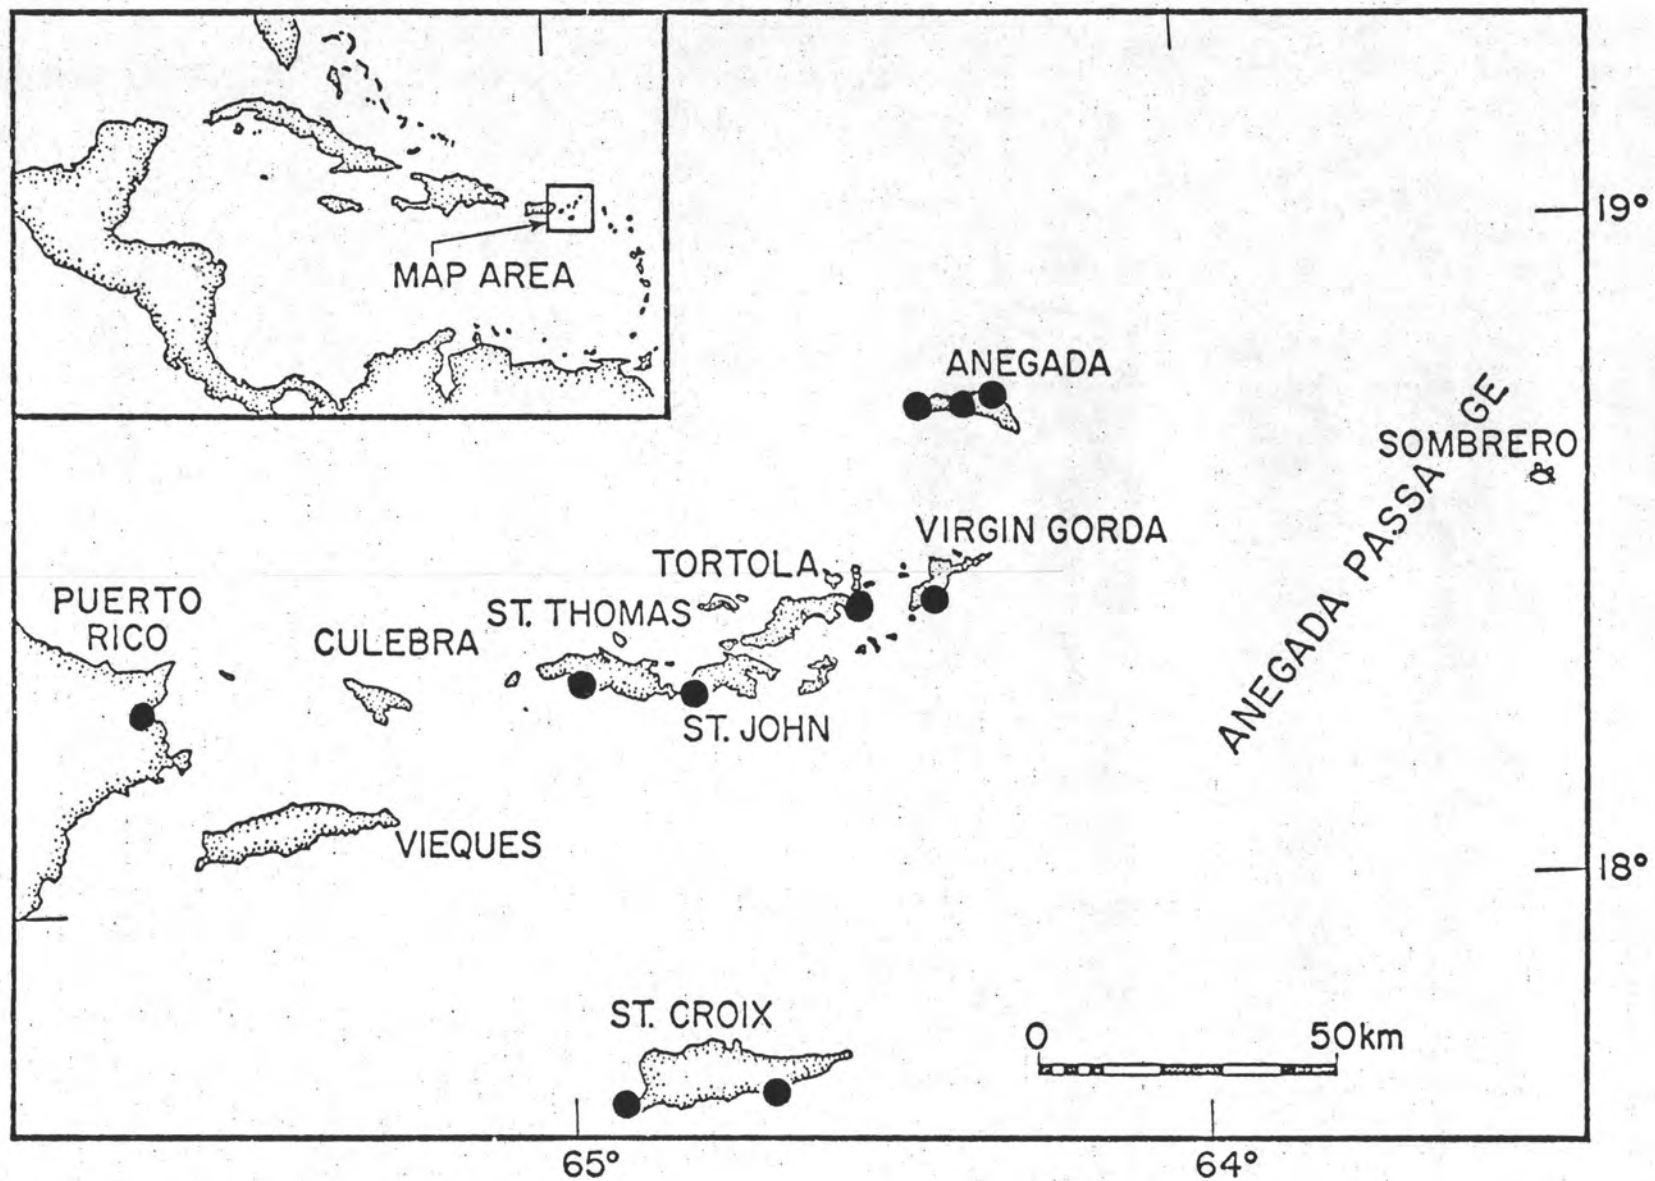 MAP AREA
19°
ANEGADA
ANEGADA PASSAGE
SOMBRERO
VIRGIN GORDA
TORTOLA
PUERTO
RICO
ST. THOMAS
CULEBRA
ST. JOHN
VIEQUES
18°
ST. CROIX
0 50km
65° 64°